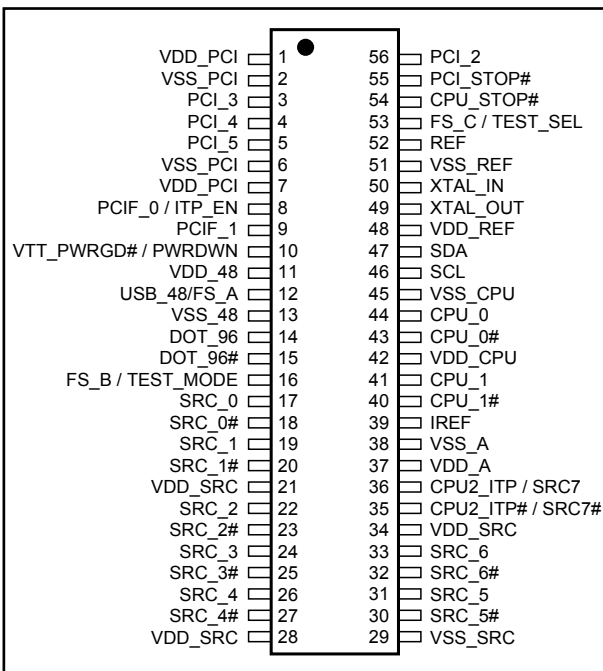 VDD_PCI 1 56 PCI_2
VSS_PCI 2 55 PCI_STOP#
PCI_3 3 54 CPU_STOP#
PCI_4 4 53 FS_C / TEST_SEL
PCI_5 5 52 REF
VSS_PCI 6 51 VSS_REF
VDD_PCI 7 50 XTAL_IN
PCIF_0 / ITP_EN 8 49 XTAL_OUT
PCIF_1 9 48 VDD_REF
VTT_PWRGD# / PWRDWN 10 47 SDA
VDD_48 11 46 SCL
USB_48/FS_A 12 45 VSS_CPU
VSS_48 13 44 CPU_0
DOT_96 14 43 CPU_0#
DOT_96# 15 42 VDD_CPU
FS_B / TEST_MODE 16 41 CPU_1
SRC_0 17 40 CPU_1#
SRC_0# 18 39 IREF
SRC_1 19 38 VSS_A
SRC_1# 20 37 VDD_A
VDD_SRC 21 36 CPU2_ITP / SRC7
SRC_2 22 35 CPU2_ITP# / SRC7#
SRC_2# 23 34 VDD_SRC
SRC_3 24 33 SRC_6
SRC_3# 25 32 SRC_6#
SRC_4 26 31 SRC_5
SRC_4# 27 30 SRC_5#
VDD_SRC 28 29 VSS_SRC